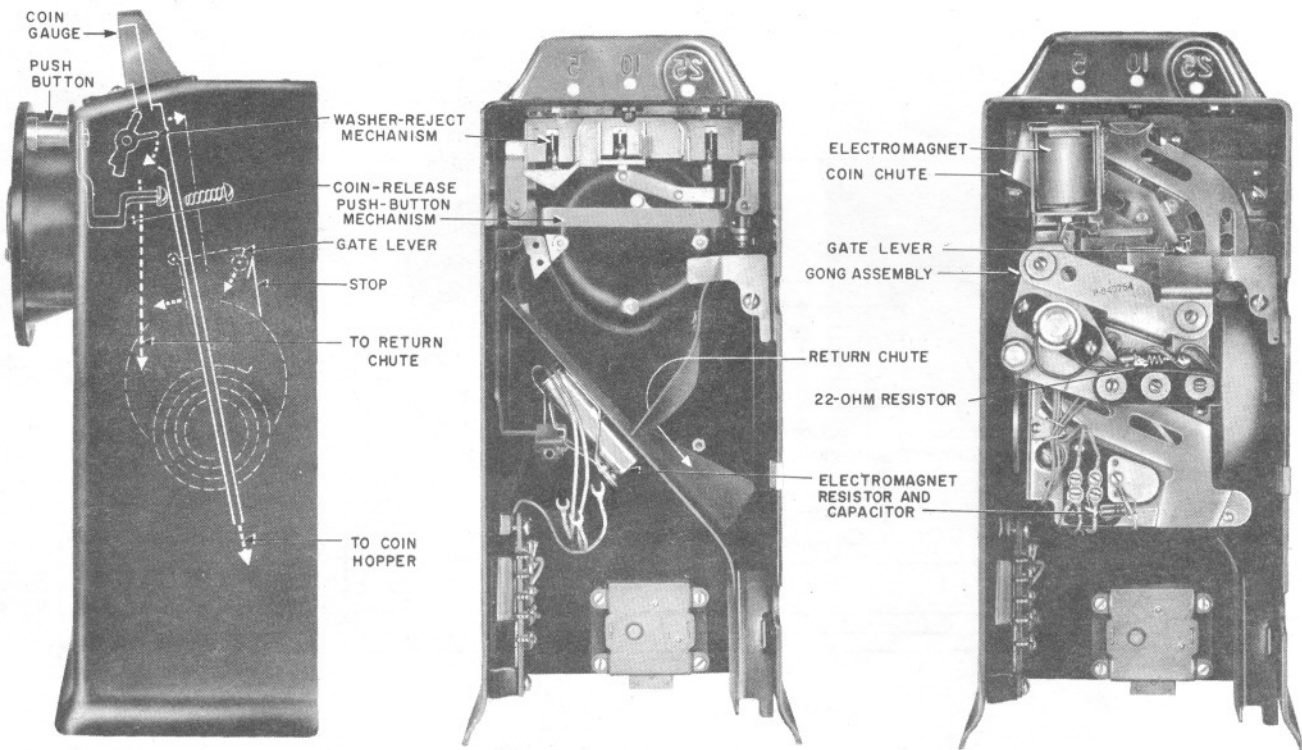 COIN
GAUGE
PUSH
BUTTON
WASHER-REJECT
MECHANISM
COIN-RELEASE
PUSH-BUTTON
MECHANISM
GATE LEVER
STOP
TO RETURN
CHUTE
TO COIN
HOPPER
5 10 25
RETURN CHUTE
ELECTROMAGNET
RESISTOR AND
CAPACITOR
5 10 25
ELECTROMAGNET
COIN CHUTE
GATE LEVER
GONG ASSEMBLY
22-OHM RESISTOR